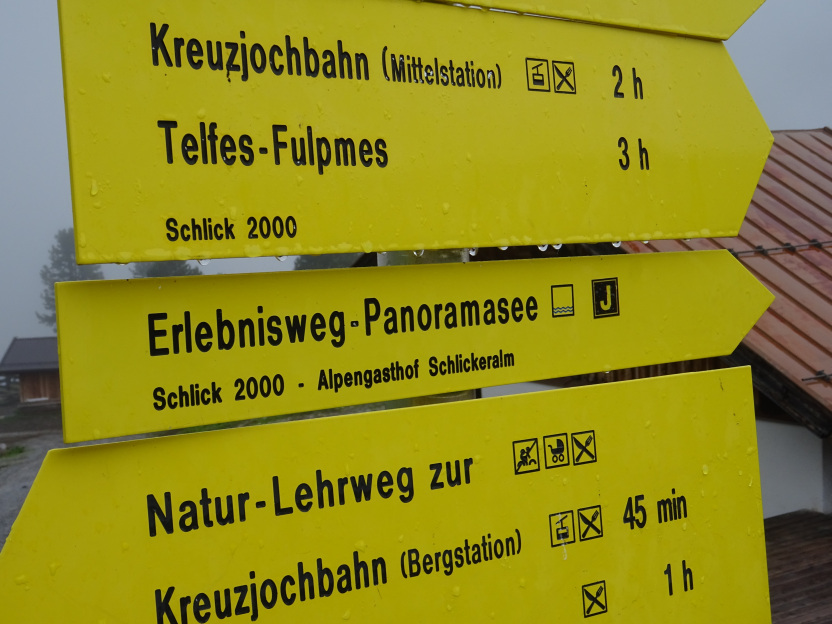 Kreuzjochbahn (Mittelstation) 2 h
Telfes-Fulpmes 3 h
Schlick 2000
Erlebnisweg-Panoramasee J
Schlick 2000 - Alpengasthof Schlickeralm
Natur-Lehrweg zur
Kreuzjochbahn (Bergstation) 45 min
1 h